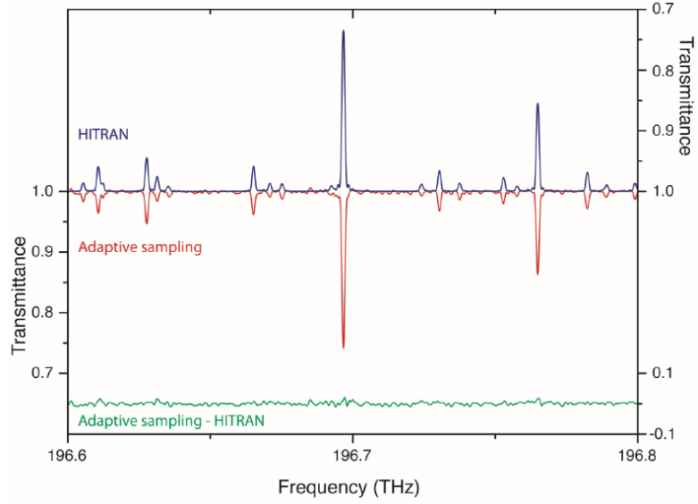 0.7
Transmittance
0.8
0.9
1.0
HITRAN
1.0
Adaptive sampling
0.9
0.8
0.7
Transmittance
0.1
-0.1
Adaptive sampling - HITRAN
196.6
196.7
196.8
Frequency (THz)